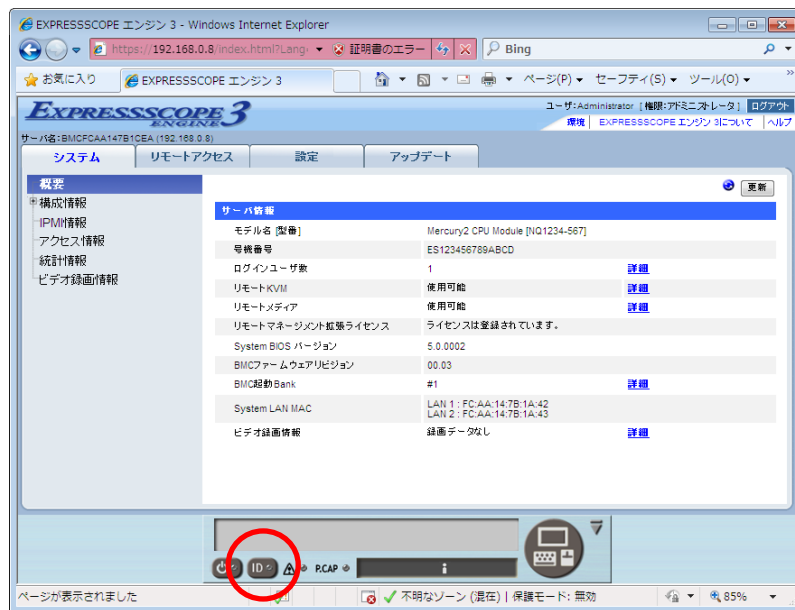 EXPRESSSCOPE エンジン 3 - Windows Internet Explorer
https://192.168.0.8/index.html?Lang 証明書のエラー Bing
お気に入り EXPRESSSCOPE エンジン 3 ページ(P) セーフティ(S) ツール(O) »
EXPRESSSCOPE ENGINE 3
ユーザ:Administrator [権限:アドミニストレータ] ログアウト
環境 EXPRESSSCOPE エンジン 3について ヘルプ
サーバ名:BMCFCAA147B1CEA (192.168.0.8)
システム リモートアクセス 設定 アップデート
概要
構成情報
IPMI情報
アクセス情報
統計情報
ビデオ録画情報
更新
サーバ情報
モデル名 [型番] Mercury2 CPU Module [NQ1234-567]
号機番号 ES123456789ABCD
ログインユーザ数 1 詳細
リモートKVM 使用可能 詳細
リモートメディア 使用可能 詳細
リモートマネージメント拡張ライセンス ライセンスは登録されています。
System BIOS バージョン 5.0.0002
BMCファームウェアリビジョン 00.03
BMC起動 Bank #1 詳細
System LAN MAC LAN 1 : FC:AA:14:7B:1A:42
LAN 2 : FC:AA:14:7B:1A:43
ビデオ録画情報 録画データなし 詳細
ID P.CAP i
ページが表示されました 不明なゾーン (混在) | 保護モード: 無効 85%